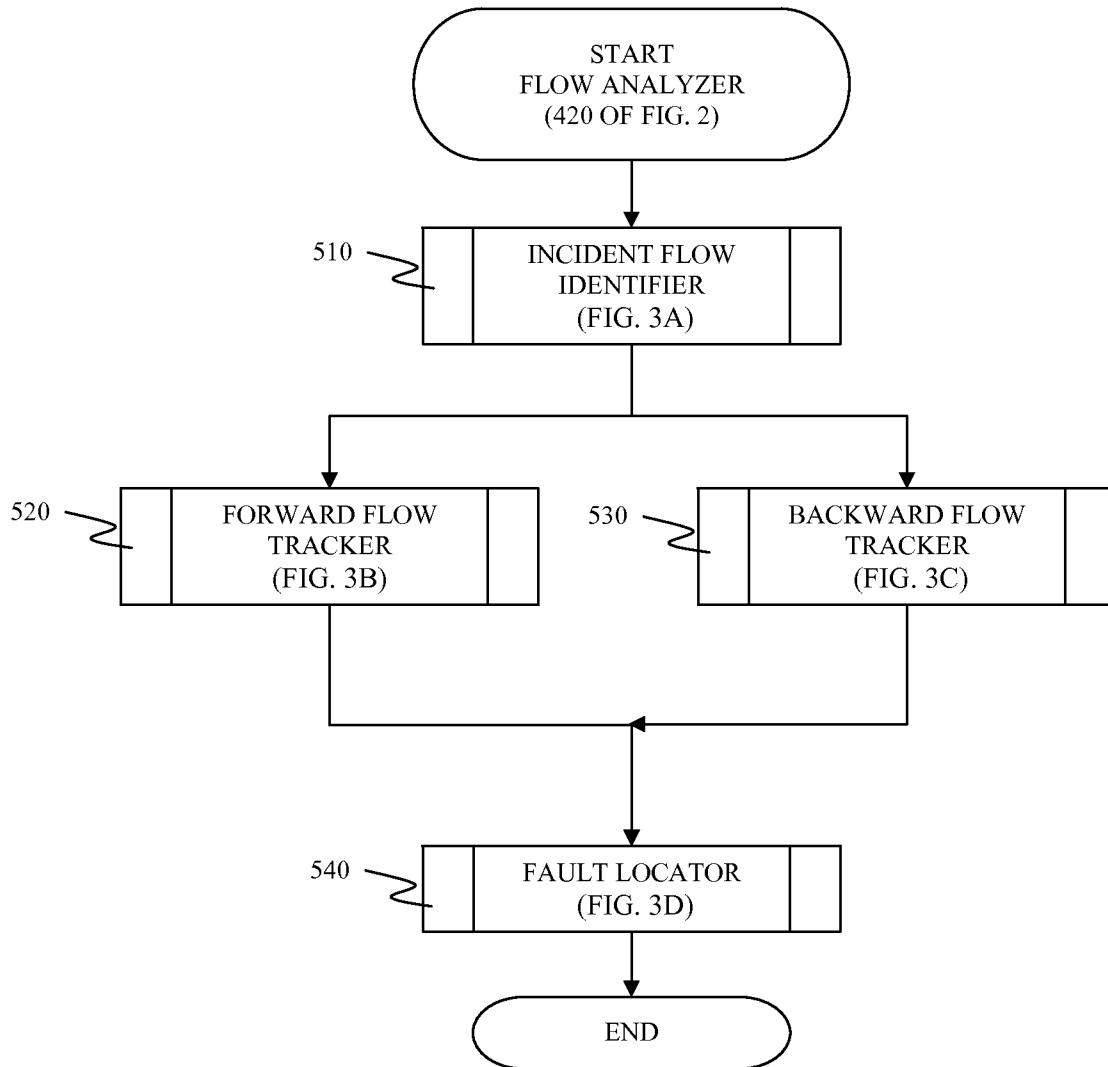 START
FLOW ANALYZER
(420 OF FIG. 2)
510
INCIDENT FLOW
IDENTIFIER
(FIG. 3A)
520
FORWARD FLOW
TRACKER
(FIG. 3B)
530
BACKWARD FLOW
TRACKER
(FIG. 3C)
540
FAULT LOCATOR
(FIG. 3D)
END